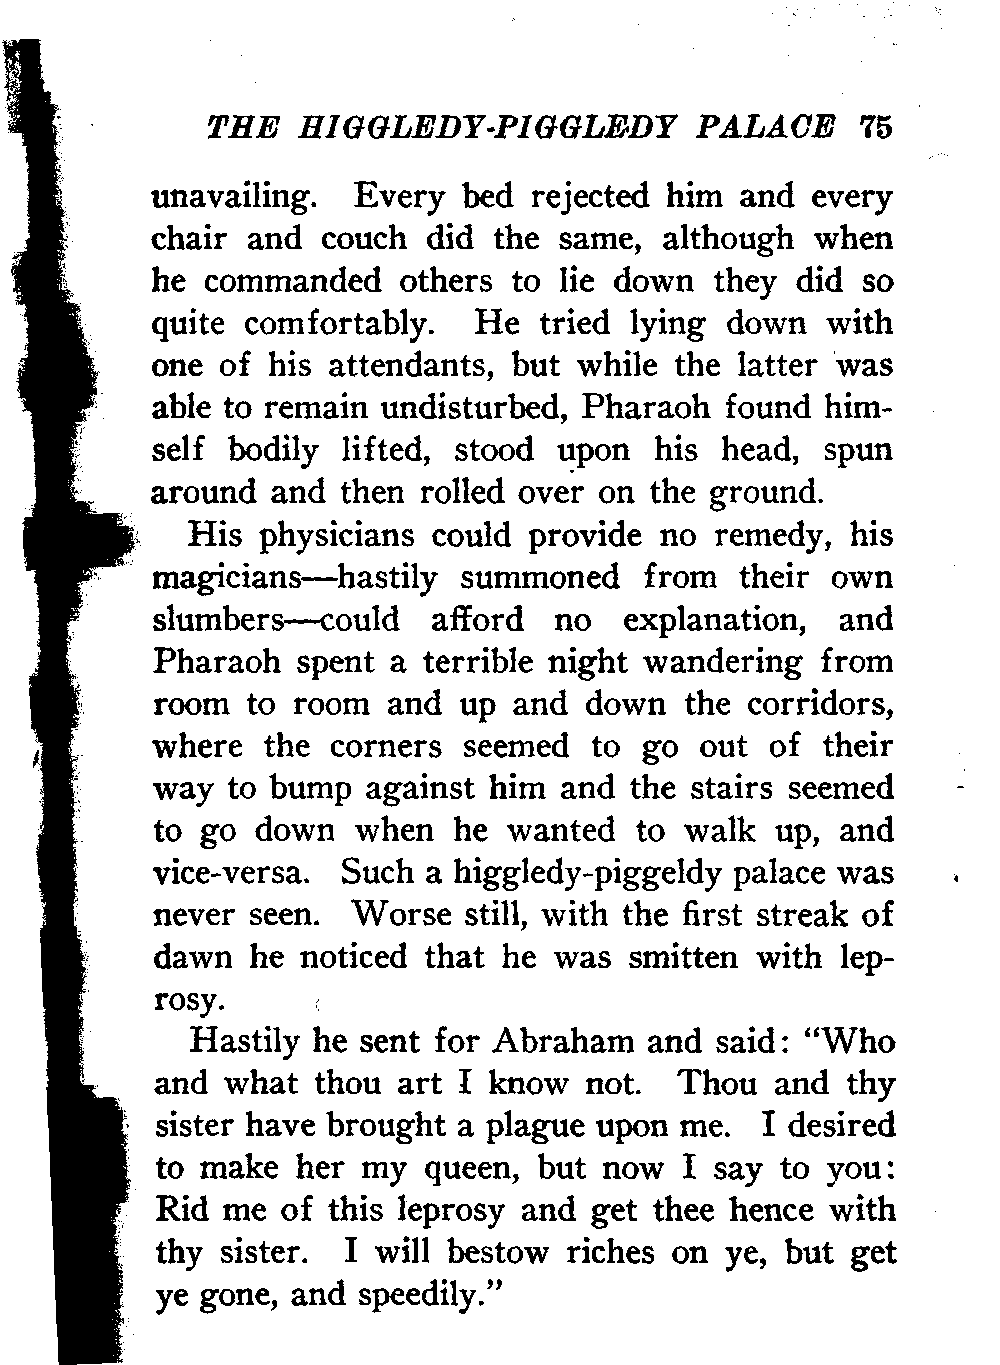 THE HIGGLEDY-PIGGLEDY PALACE 75
unavailing. Every bed rejected him and every
chair and couch did the same, although when
he commanded others to lie down they did so
quite comfortably. He tried lying down with
one of his attendants, but while the latter was
able to remain undisturbed, Pharaoh found him-
self bodily lifted, stood upon his head, spun
around and then rolled over on the ground.
His physicians could provide no remedy, his
magicians—hastily summoned from their own
slumbers—could afford no explanation, and
Pharaoh spent a terrible night wandering from
room to room and up and down the corridors,
where the corners seemed to go out of their
way to bump against him and the stairs seemed
to go down when he wanted to walk up, and
vice-versa. Such a higgledy-piggeldy palace was
never seen. Worse still, with the first streak of
dawn he noticed that he was smitten with lep-
rosy.
Hastily he sent for Abraham and said: "Who
and what thou art I know not. Thou and thy
sister have brought a plague upon me. I desired
to make her my queen, but now I say to you:
Rid me of this leprosy and get thee hence with
thy sister. I will bestow riches on ye, but get
ye gone, and speedily."